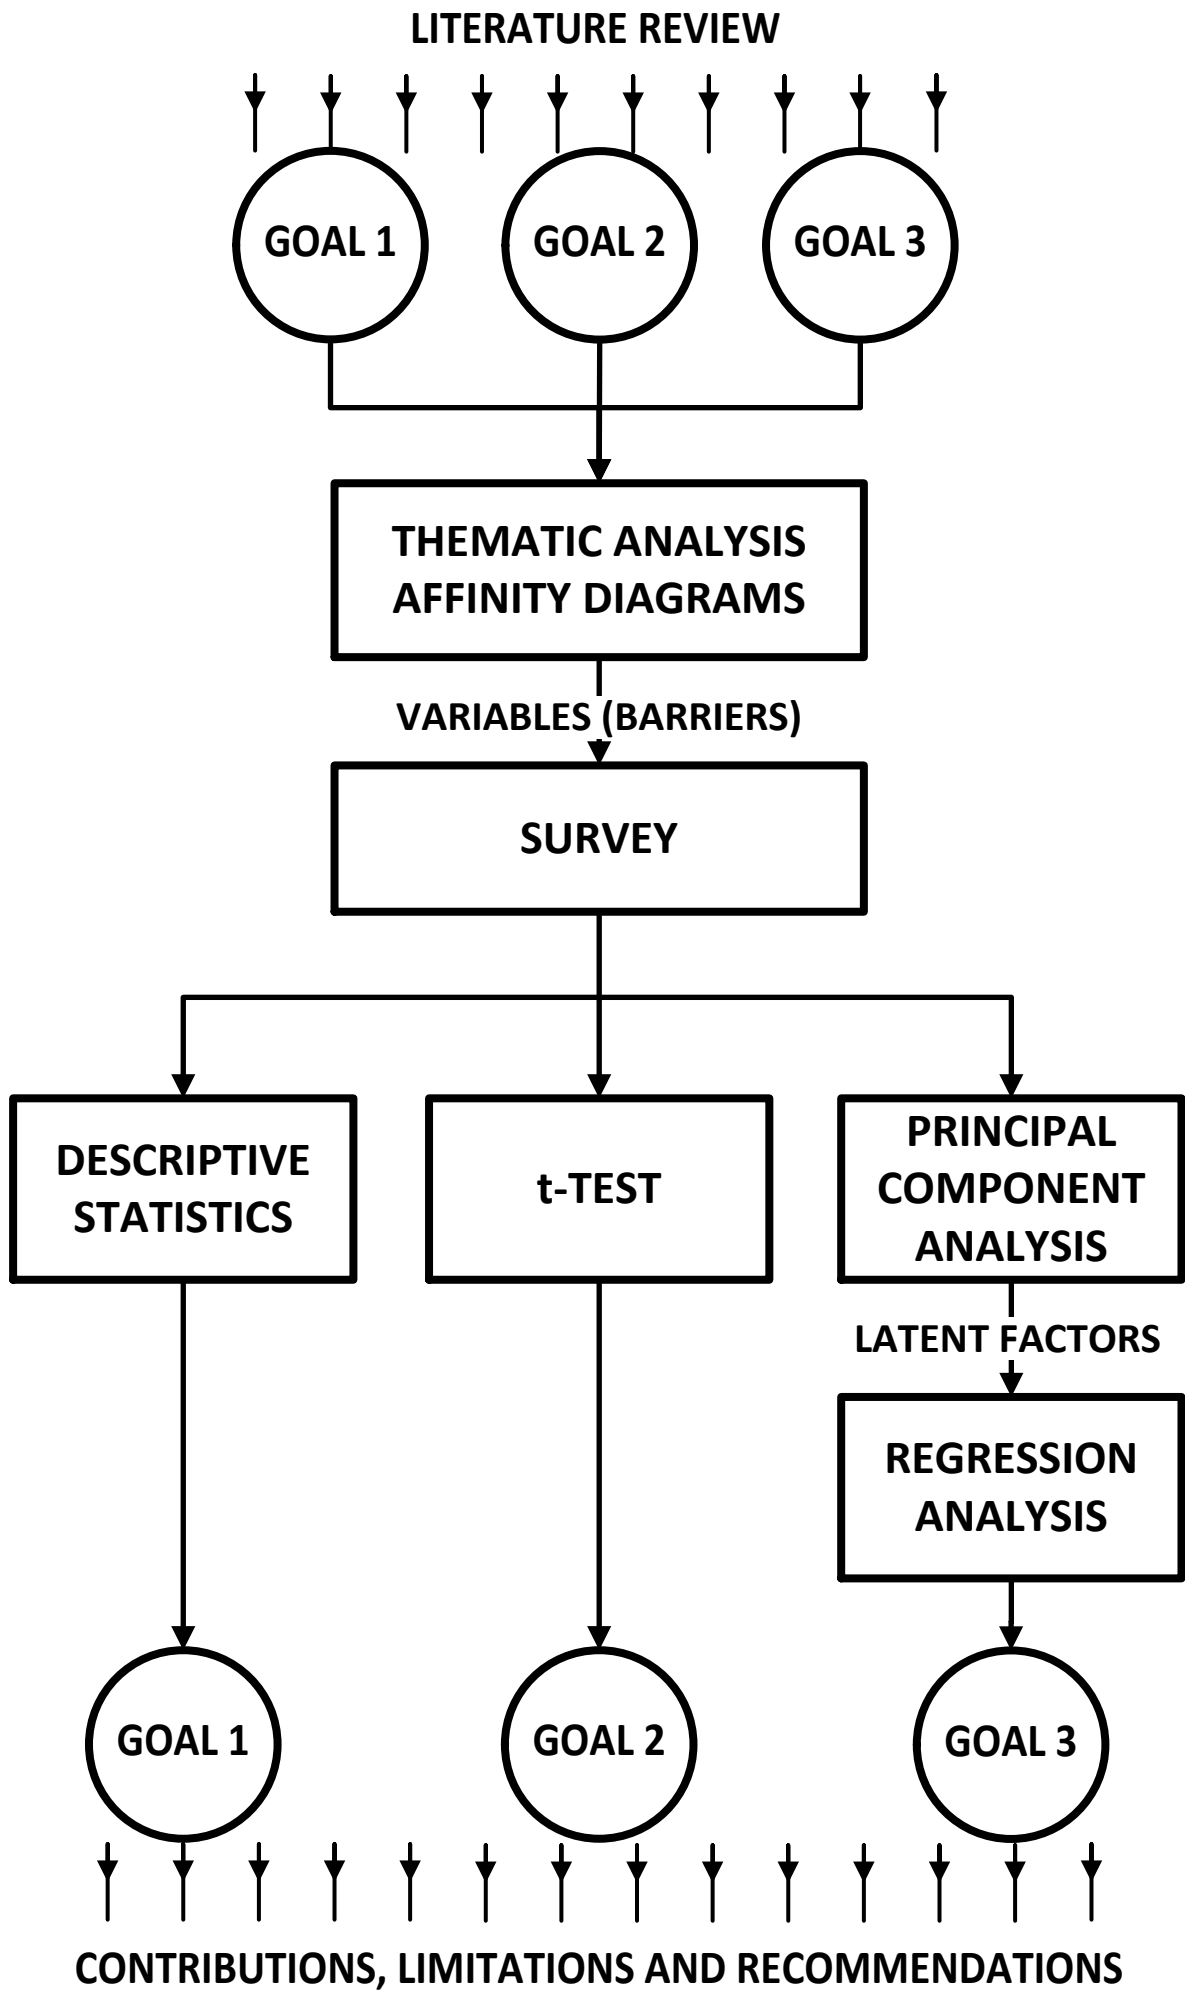 LITERATURE REVIEW
GOAL 1
GOAL 2
GOAL 3
THEMATIC ANALYSIS
AFFINITY DIAGRAMS
VARIABLES (BARRIERS)
SURVEY
DESCRIPTIVE
STATISTICS
t-TEST
PRINCIPAL
COMPONENT
ANALYSIS
LATENT FACTORS
REGRESSION
ANALYSIS
GOAL 1
GOAL 2
GOAL 3
CONTRIBUTIONS, LIMITATIONS AND RECOMMENDATIONS